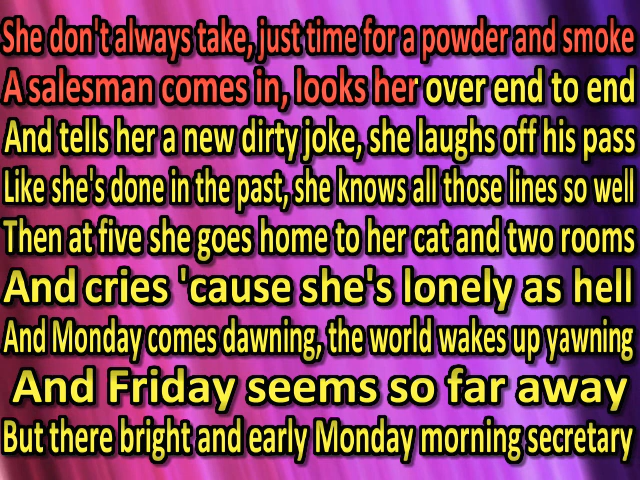 She don't always take, just time for a powder and smoke
A salesman comes in, looks her over end to end
And tells her a new dirty joke, she laughs off his pass
Like she's done in the past, she knows all those lines so well
Then at five she goes home to her cat and two rooms
And cries 'cause she's lonely as hell
And Monday comes dawning, the world wakes up yawning
And Friday seems so far away
But there bright and early Monday morning secretary